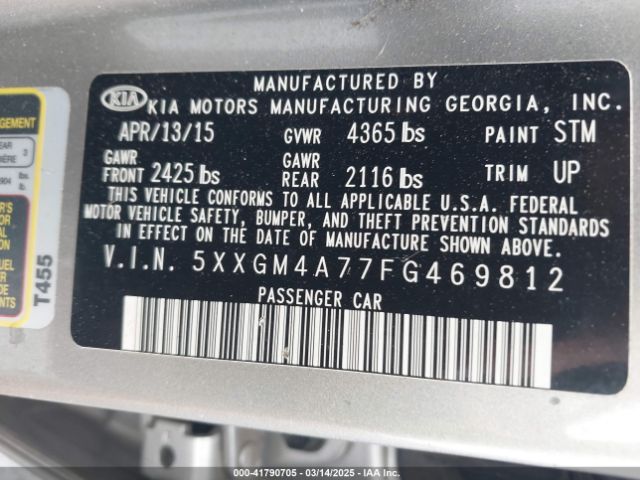 MANUFACTURED BY
KIA KIA MOTORS MANUFACTURING GEORGIA, INC.
APR/13/15 GVWR 4365 lbs PAINT STM
GAWR FRONT 2425 lbs GAWR REAR 2116 lbs TRIM UP
THIS VEHICLE CONFORMS TO ALL APPLICABLE U.S.A. FEDERAL
MOTOR VEHICLE SAFETY, BUMPER, AND THEFT PREVENTION STANDARDS
IN EFFECT ON THE DATE OF MANUFACTURE SHOWN ABOVE.
V.I.N. 5XXGM4A77FG469812
PASSENGER CAR
T455
000-41790705 — 03/14/2025 — IAA Inc.